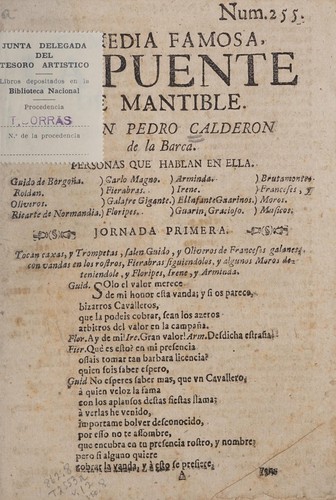 a
Num. 255.
JUNTA DELEGADA
DEL
TESORO ARTISTICO
Libros depositados en la
Biblioteca Nacional
Procedencia
T. BORRAS
N.º de la procedencia
MEDIA FAMOSA,
PUENTE
E MANTIBLE.
N PEDRO CALDERON
de la Barca.
PERSONAS QUE HABLAN EN ELLA.
Guido de Borgoña. )( Carlo Magno. )( Arminda. )( Brutamontes
Roldan. )( Fierabras. )( Irene. )( Franceses, y
Oliveros. )( Galafre Gigante. )( El Infante Guarinos. )( Moros.
Ricarte de Normandia. )( Floripes. )( Guarin, Gracioso. )( Musicos.
JORNADA PRIMERA.
Tocan caxas, y Trompetas, salen Guido, y Oliveros de Franceses galanes,
con vandas en los rostros, Fierabras siguiendolos, y algunos Moros de-
teniendole, y Floripes, Irene, y Arminda.
Guid. SOlo el valor merece
de mi honor esta vanda; y si os parece,
bizarros Cavalleros,
que la podeis cobrar, sean los azeros
arbitros del valor en la campaña.
Flor. Ay de mi! Ire. Gran valor! Arm. Desdicha estraña!
Fier. Què es esto? en mi presencia
ossais tomar tan barbara licencia?
quien sois saber espero,
Guid No esperes saber mas, que vn Cavallero,
à quien veloz la fama
con los aplausos destas fiestas llama;
à verlas he venido,
importame bolver desconocido,
por esto no te assombre,
que encubra en tu presencia rostro, y nombre;
pero si alguno quiere
cobrar la vanda, y à esto se prefiere,
A